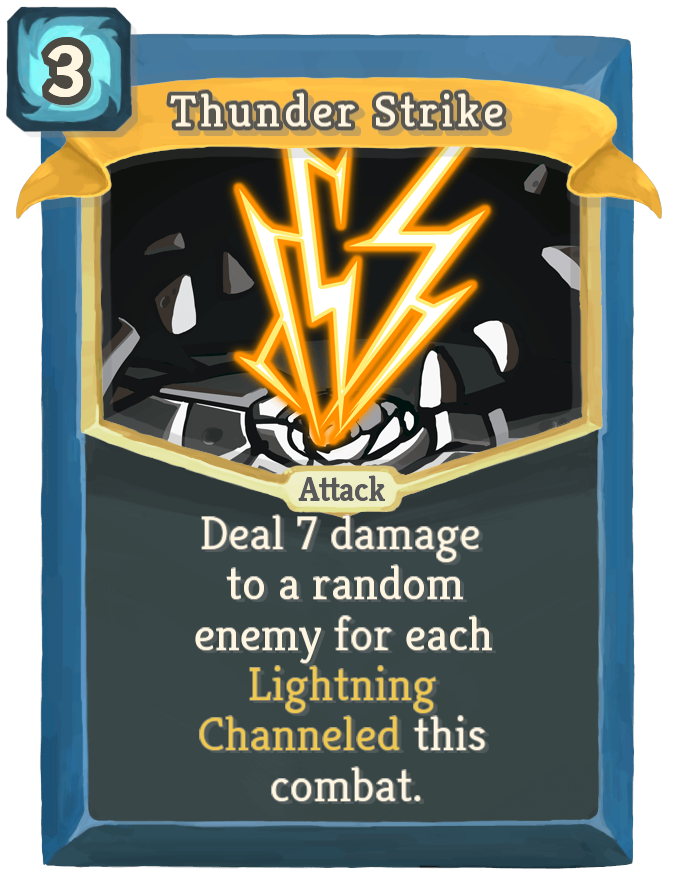 3
Thunder Strike
Attack
Deal 7 damage
to a random
enemy for each
Lightning
Channeled this
combat.